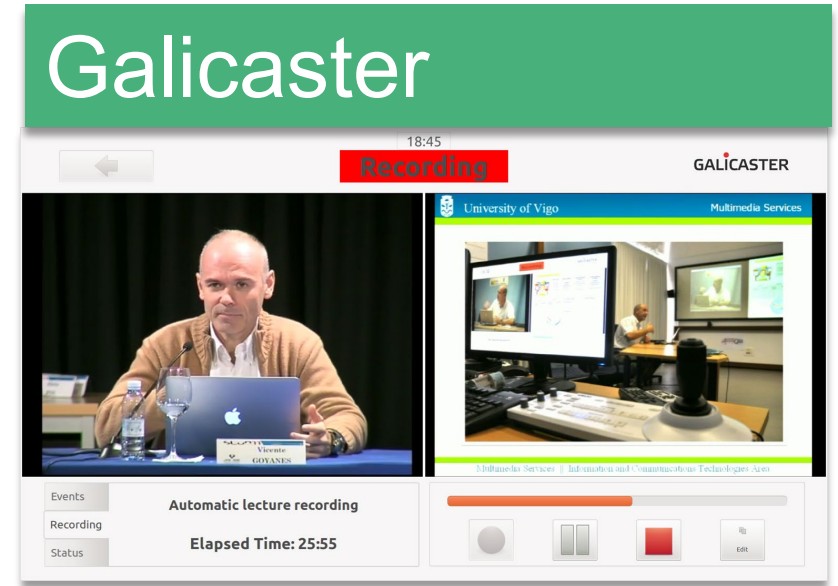 Galicaster
18:45
Recording
GALICASTER
University of Vigo
Multimedia Services
Vicente
GOYANES
Multimedia Services || Information and Communications Technologies Area
Events
Recording
Status
Automatic lecture recording
Elapsed Time: 25:55
Edit